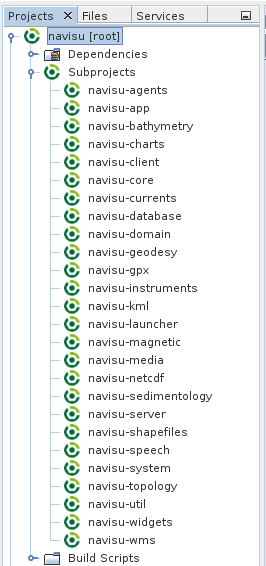 Projects Files Services
navisu [root]
Dependencies
Subprojects
navisu-agents
navisu-app
navisu-bathymetry
navisu-charts
navisu-client
navisu-core
navisu-currents
navisu-database
navisu-domain
navisu-geodesy
navisu-gpx
navisu-instruments
navisu-kml
navisu-launcher
navisu-magnetic
navisu-media
navisu-netcdf
navisu-sedimentology
navisu-server
navisu-shapefiles
navisu-speech
navisu-system
navisu-topology
navisu-util
navisu-widgets
navisu-wms
Build Scripts